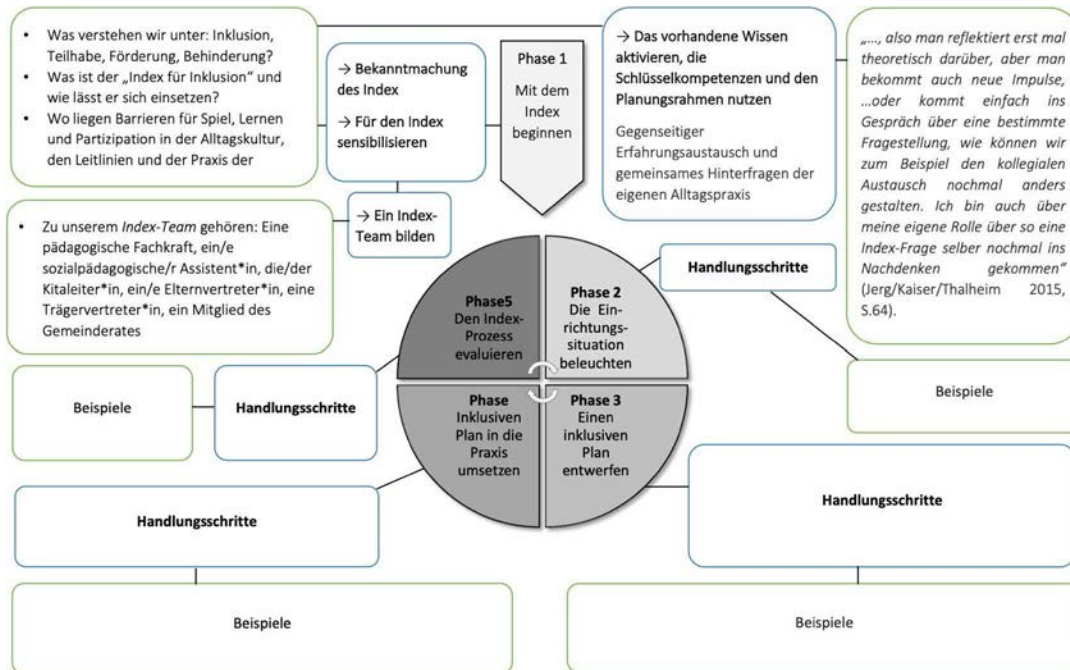 • Was verstehen wir unter: Inklusion,
Teilhabe, Förderung, Behinderung?
• Was ist der „Index für Inklusion" und
wie lässt er sich einsetzen?
• Wo liegen Barrieren für Spiel, Lernen
und Partizipation in der Alltagskultur,
den Leitlinien und der Praxis der
→ Bekanntmachung
des Index
→ Für den Index
sensibilisieren
Phase 1
Mit dem
Index
beginnen
→ Das vorhandene Wissen
aktivieren, die
Schlüsselkompetenzen und den
Planungsrahmen nutzen
Gegenseitiger
Erfahrungsaustausch und
gemeinsames Hinterfragen der
eigenen Alltagspraxis
„…, also man reflektiert erst mal
theoretisch darüber, aber man
bekommt auch neue Impulse,
…oder kommt einfach ins
Gespräch über eine bestimmte
Fragestellung, wie können wir
zum Beispiel den kollegialen
Austausch nochmal anders
gestalten. Ich bin auch über
meine eigene Rolle über so eine
Index-Frage selber nochmal ins
Nachdenken gekommen"
(Jerg/Kaiser/Thalheim 2015,
S.64).
→ Ein Index-
Team bilden
• Zu unserem Index-Team gehören: Eine
pädagogische Fachkraft, ein/e
sozialpädagogische/r Assistent*in, die/der
Kitaleiter*in, ein/e Elternvertreter*in, eine
Trägervertreter*in, ein Mitglied des
Gemeinderates
Handlungsschritte
Phase5
Den Index-
Prozess
evaluieren
Phase 2
Die Ein-
richtungs-
situation
beleuchten
Beispiele
Handlungsschritte
Beispiele
Phase
Inklusiven
Plan in die
Praxis
umsetzen
Phase 3
Einen
inklusiven
Plan
entwerfen
Handlungsschritte
Handlungsschritte
Beispiele
Beispiele